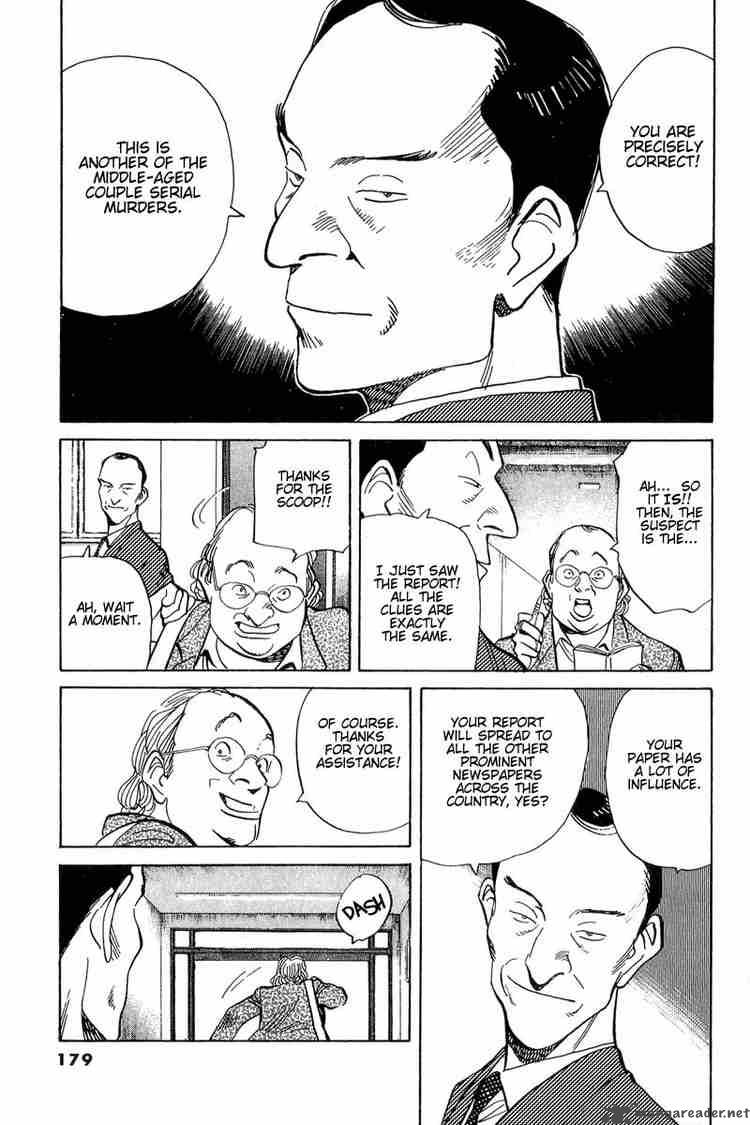 YOU ARE
PRECISELY
CORRECT!
THIS IS
ANOTHER OF THE
MIDDLE-AGED
COUPLE SERIAL
MURDERS.
AH... SO
IT IS!!
THEN, THE
SUSPECT
IS THE...
I JUST SAW
THE REPORT!
ALL THE
CLUES ARE
EXACTLY
THE SAME.
THANKS
FOR THE
SCOOP!!
AH, WAIT
A MOMENT.
YOUR
PAPER HAS
A LOT OF
INFLUENCE.
YOUR REPORT
WILL SPREAD TO
ALL THE OTHER
PROMINENT
NEWSPAPERS
ACROSS THE
COUNTRY, YES?
OF COURSE.
THANKS
FOR YOUR
ASSISTANCE!
DASH
179
mangareader.net